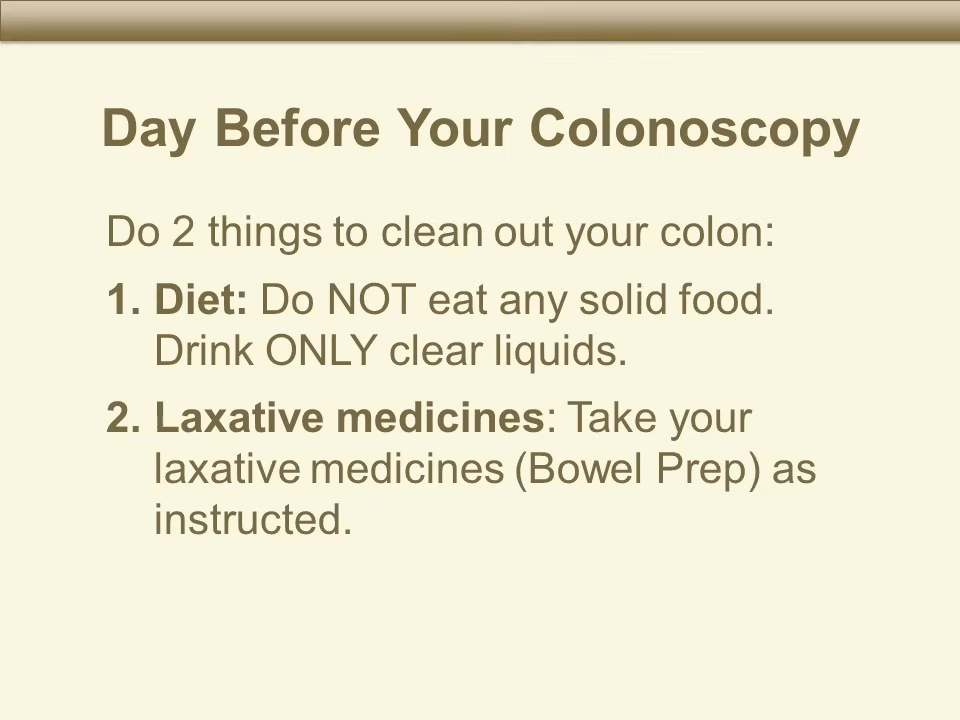 Day Before Your Colonoscopy
Do 2 things to clean out your colon:
1. Diet: Do NOT eat any solid food.
Drink ONLY clear liquids.
2. Laxative medicines: Take your
laxative medicines (Bowel Prep) as
instructed.